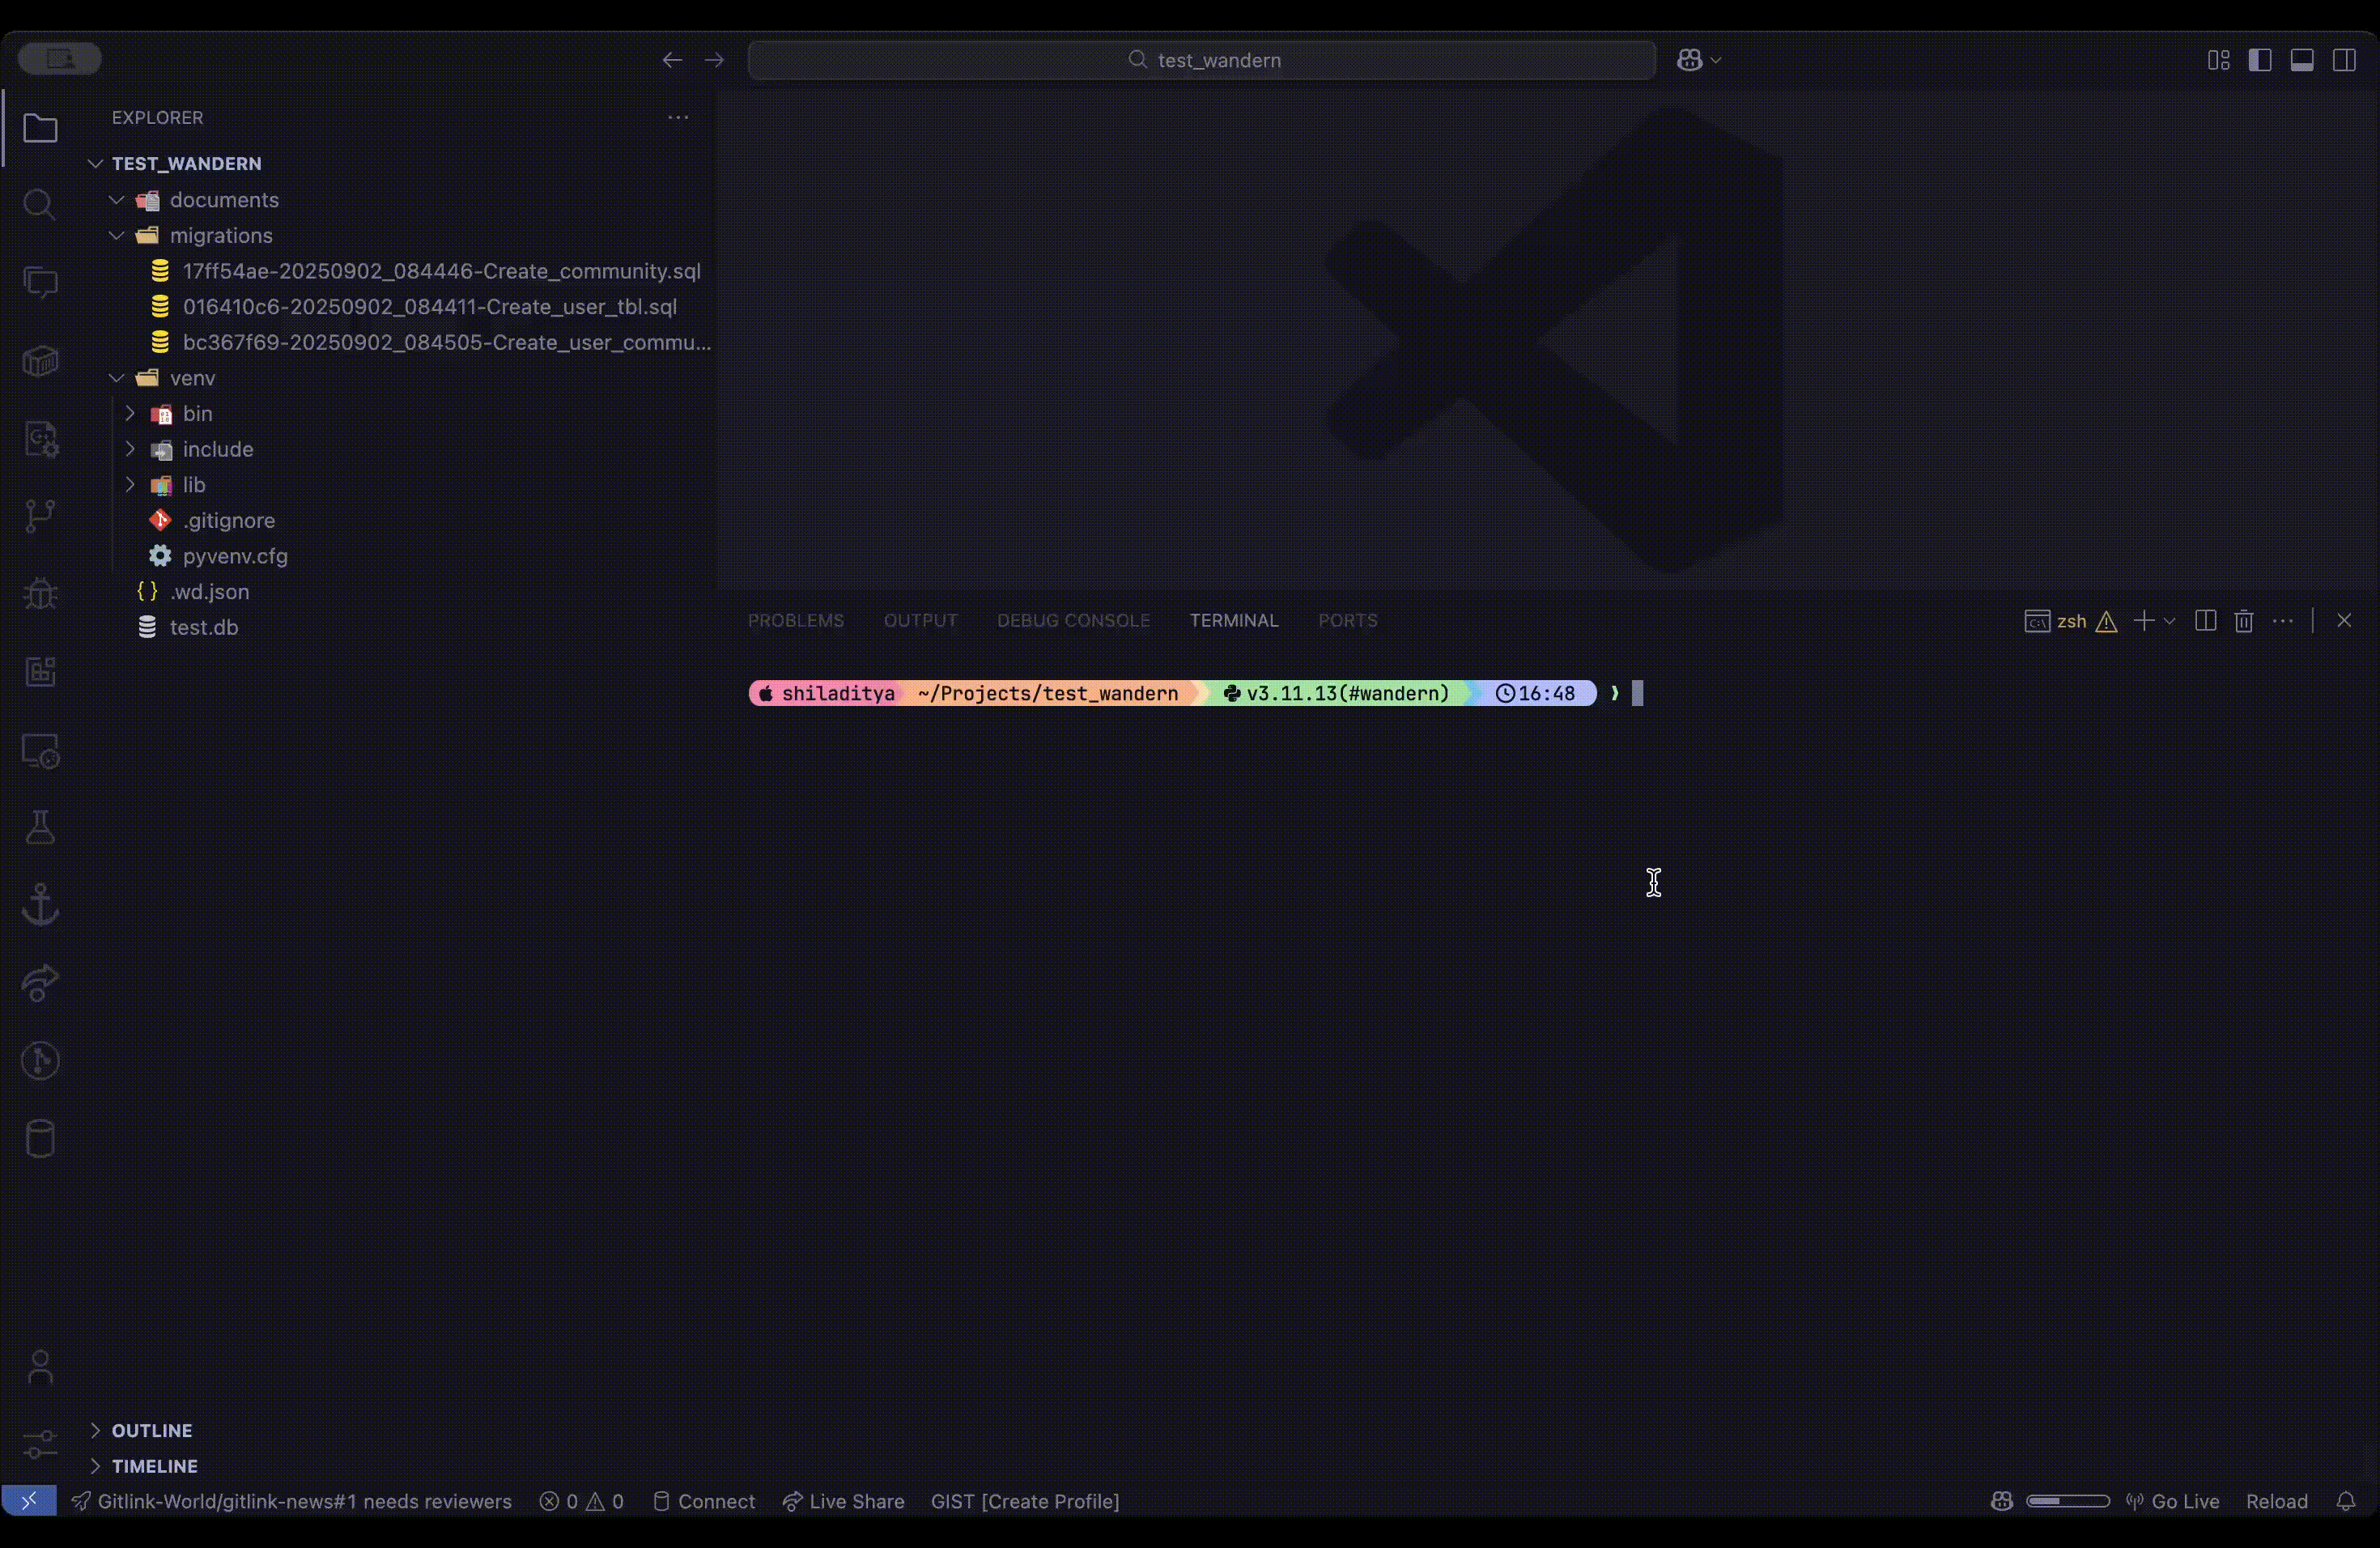 test_wandern
EXPLORER
TEST_WANDERN
documents
migrations
17ff54ae-20250902_084446-Create_community.sql
016410c6-20250902_084411-Create_user_tbl.sql
bc367f69-20250902_084505-Create_user_commu...
venv
bin
include
lib
.gitignore
pyvenv.cfg
.wd.json
test.db
PROBLEMS OUTPUT DEBUG CONSOLE TERMINAL PORTS
zsh
shiladitya ~/Projects/test_wandern v3.11.13(#wandern) 16:48 ❯
OUTLINE
TIMELINE
Gitlink-World/gitlink-news#1 needs reviewers 0 0 Connect Live Share GIST [Create Profile] Go Live Reload